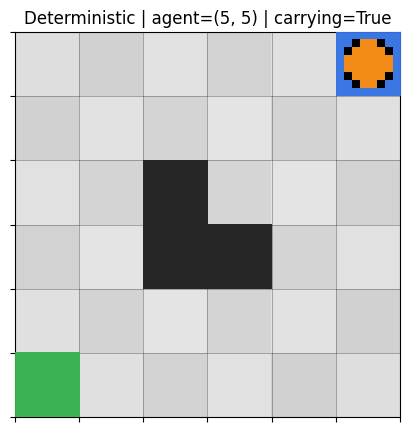 Deterministic | agent=(5, 5) | carrying=True